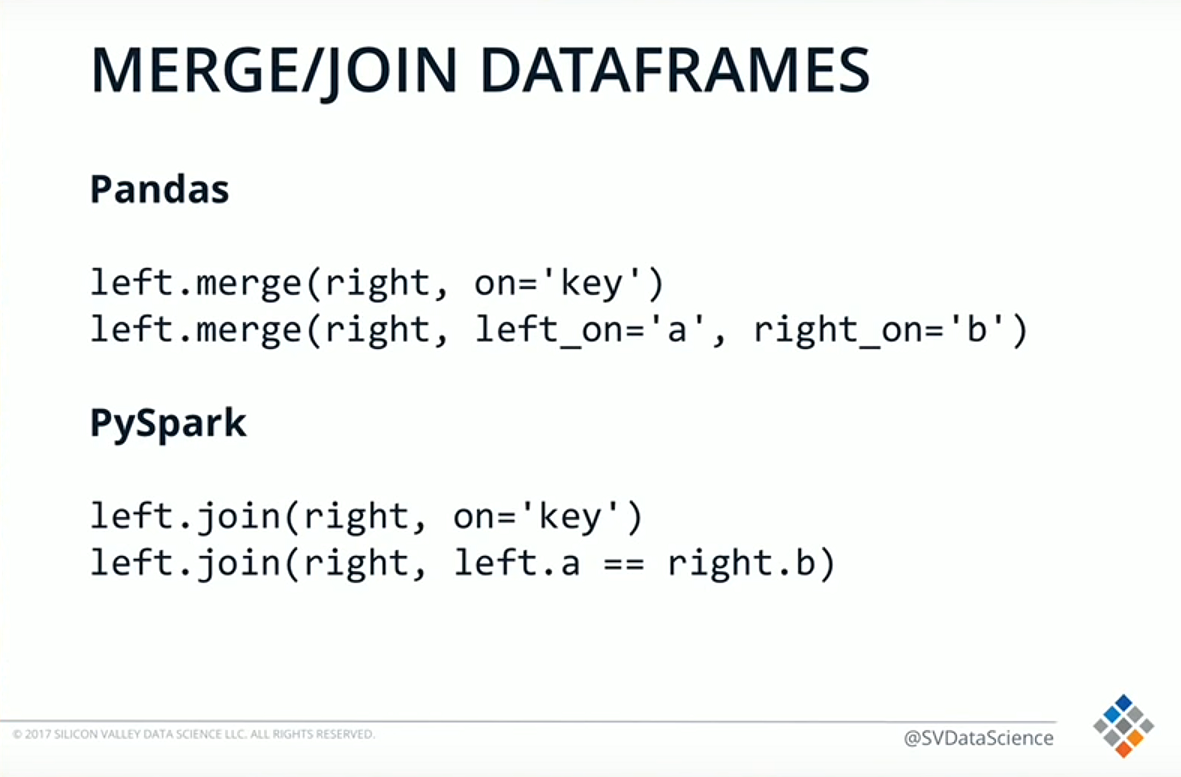 MERGE/JOIN DATAFRAMES
Pandas
left.merge(right, on='key')
left.merge(right, left_on='a', right_on='b')
PySpark
left.join(right, on='key')
left.join(right, left.a == right.b)
© 2017 SILICON VALLEY DATA SCIENCE LLC. ALL RIGHTS RESERVED.
@SVDataScience